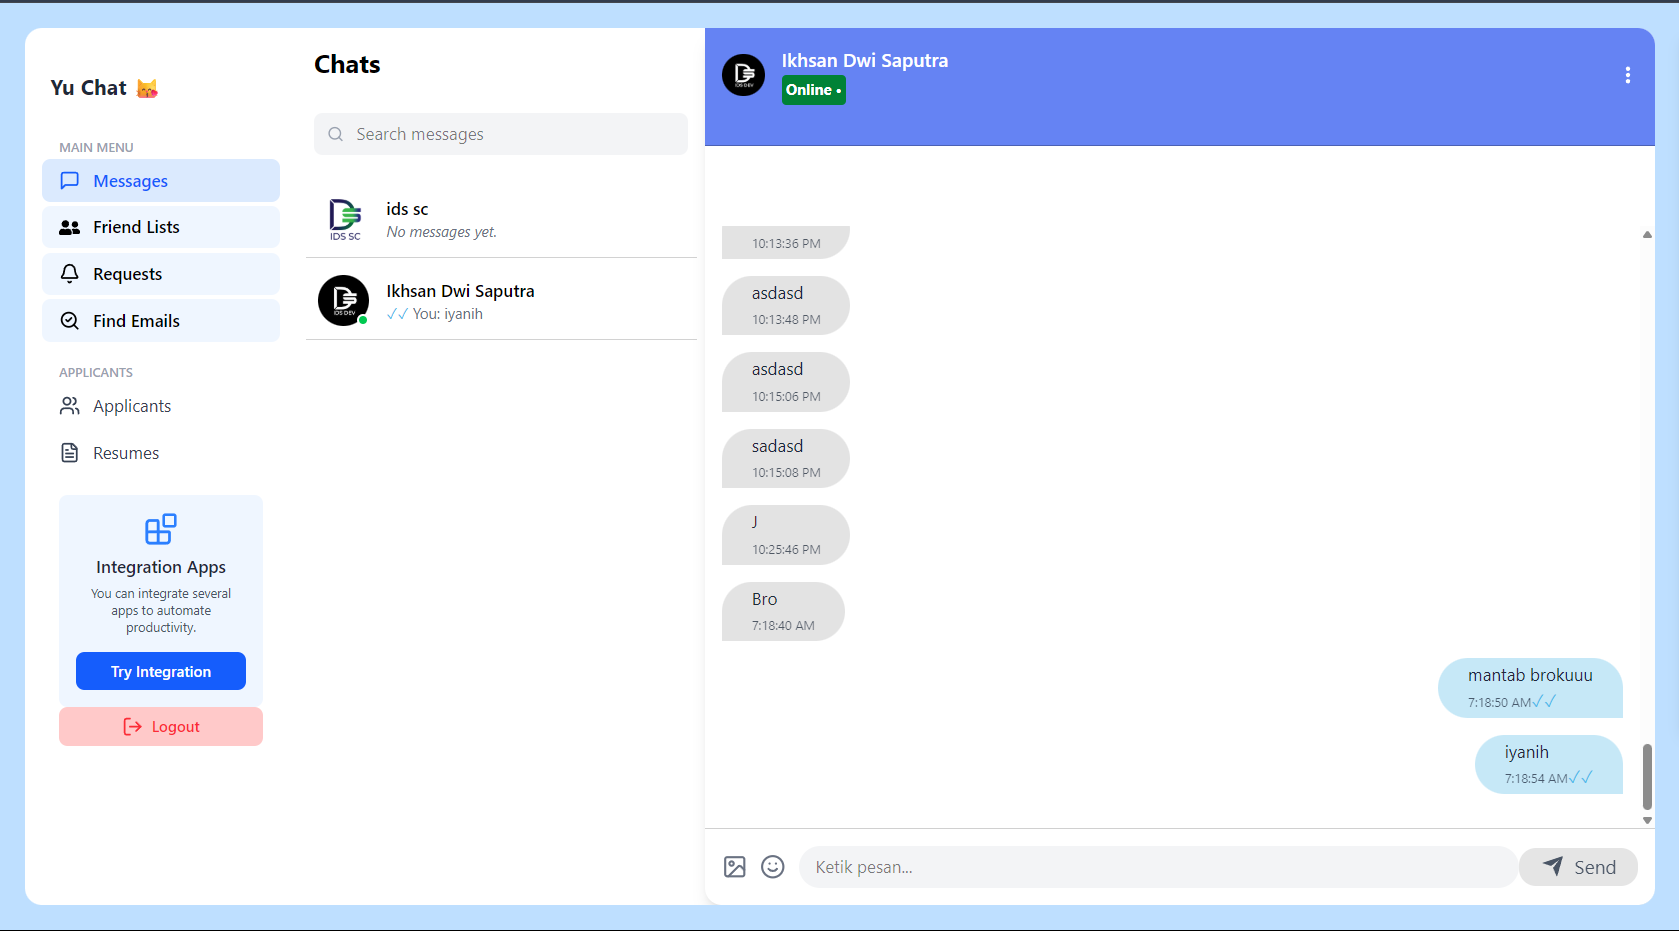 Yu Chat
MAIN MENU
Messages
Friend Lists
Requests
Find Emails
APPLICANTS
Applicants
Resumes
Integration Apps
You can integrate several
apps to automate
productivity.
Try Integration
Logout
Chats
Search messages
IDS SC
ids sc
No messages yet.
IDS DEV
Ikhsan Dwi Saputra
✓✓ You: iyanih
IDS DEV
Ikhsan Dwi Saputra
Online •
10:13:36 PM
asdasd
10:13:48 PM
asdasd
10:15:06 PM
sadasd
10:15:08 PM
J
10:25:46 PM
Bro
7:18:40 AM
mantab brokuuu
7:18:50 AM✓✓
iyanih
7:18:54 AM✓✓
Ketik pesan...
Send